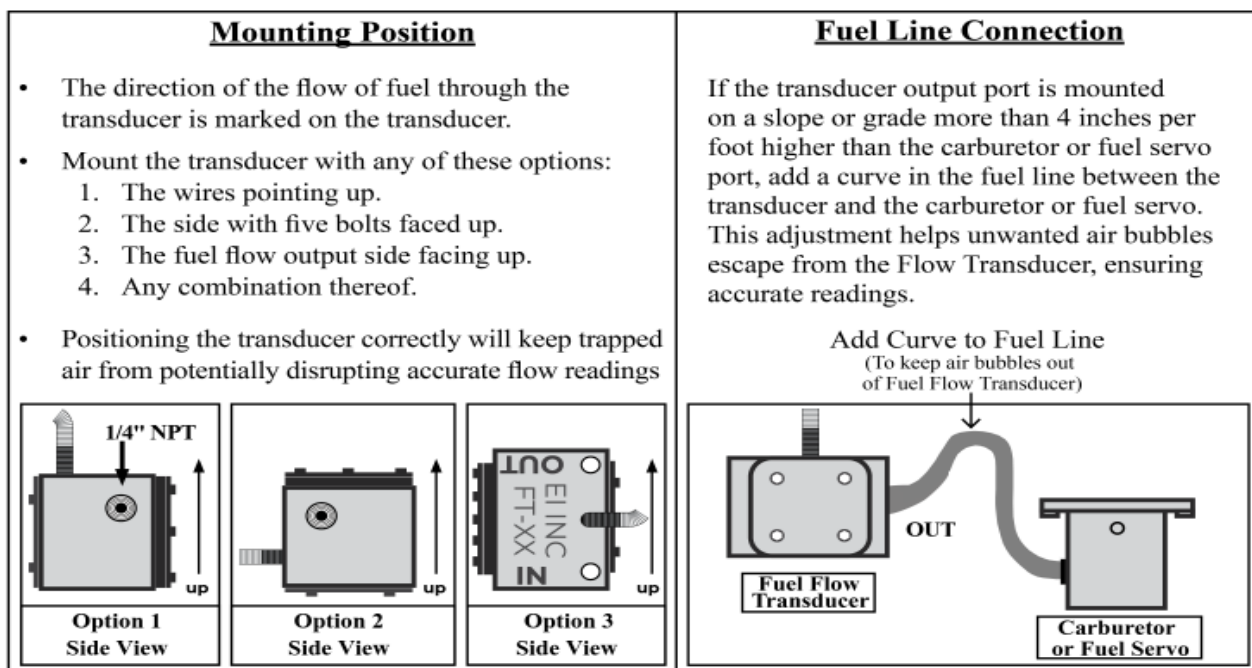 Mounting Position
• The direction of the flow of fuel through the
transducer is marked on the transducer.
• Mount the transducer with any of these options:
1. The wires pointing up.
2. The side with five bolts faced up.
3. The fuel flow output side facing up.
4. Any combination thereof.
• Positioning the transducer correctly will keep trapped
air from potentially disrupting accurate flow readings
1/4" NPT
up
Option 1
Side View
up
Option 2
Side View
OUT
EI INC
FT-XX
IN
up
Option 3
Side View
Fuel Line Connection
If the transducer output port is mounted
on a slope or grade more than 4 inches per
foot higher than the carburetor or fuel servo
port, add a curve in the fuel line between the
transducer and the carburetor or fuel servo.
This adjustment helps unwanted air bubbles
escape from the Flow Transducer, ensuring
accurate readings.
Add Curve to Fuel Line
(To keep air bubbles out
of Fuel Flow Transducer)
OUT
Fuel Flow
Transducer
Carburetor
or Fuel Servo